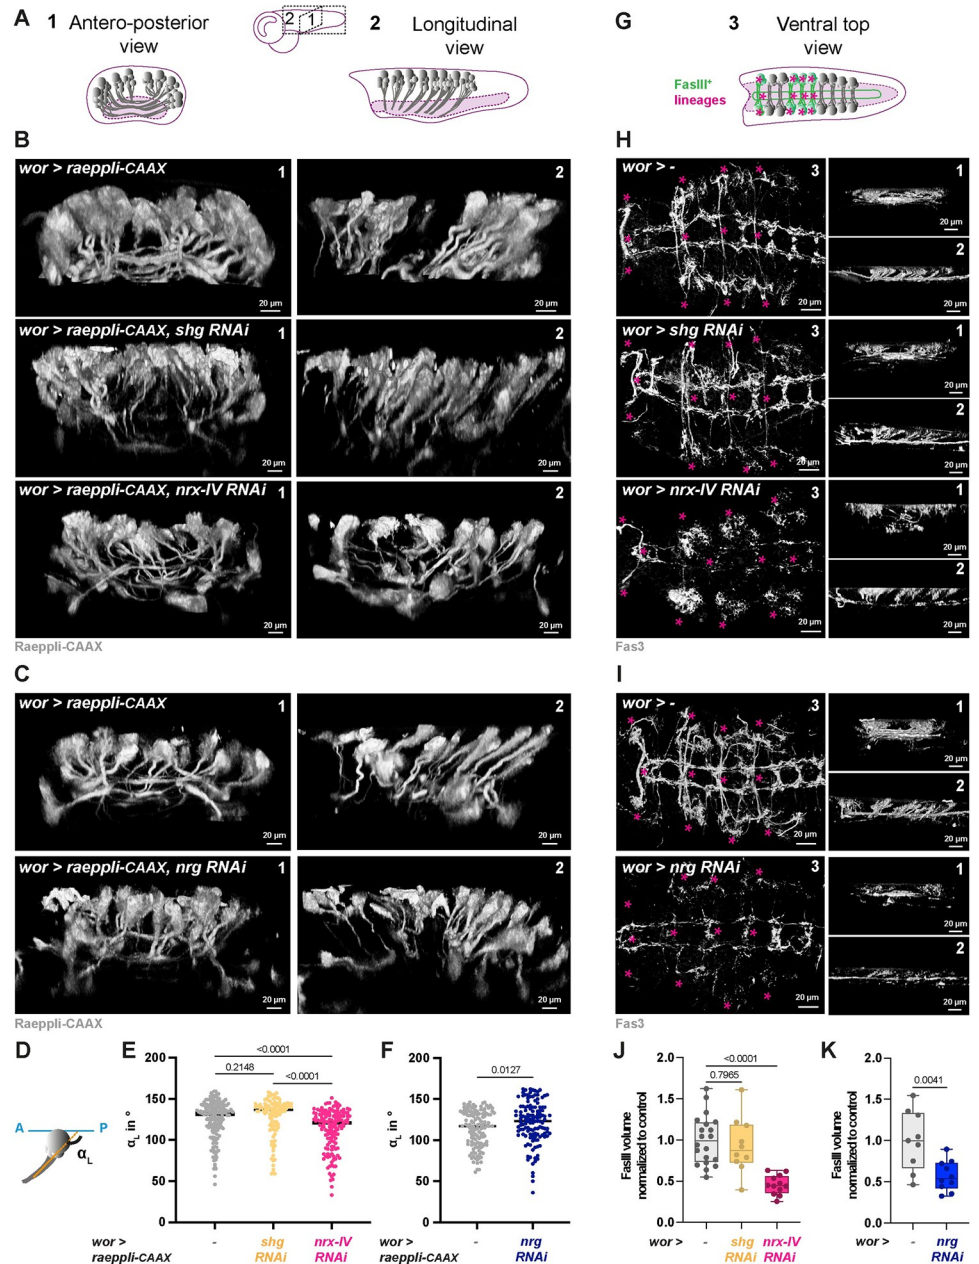 A
1 Antero-posterior
view
2 1
2 Longitudinal
view
B
wor > raeppli-CAAX
1
20 µm
2
20 µm
wor > raeppli-CAAX, shg RNAi
1
20 µm
2
20 µm
wor > raeppli-CAAX, nrx-IV RNAi
1
20 µm
2
20 µm
Raeppli-CAAX
C
wor > raeppli-CAAX
1
20 µm
2
20 µm
wor > raeppli-CAAX, nrg RNAi
1
20 µm
2
20 µm
Raeppli-CAAX
D
A P
αL
E
αL in °
200
150
100
50
0
<0.0001
0.2148
<0.0001
wor >
raeppli-CAAX
-
shg
RNAi
nrx-IV
RNAi
F
αL in °
200
150
100
50
0
0.0127
wor >
raeppli-CAAX
-
nrg
RNAi
G
3 Ventral top
view
FasIII+
lineages
H
wor > -
3
20 µm
1
20 µm
2
20 µm
wor > shg RNAi
3
20 µm
1
20 µm
2
20 µm
wor > nrx-IV RNAi
3
20 µm
1
20 µm
2
20 µm
Fas3
I
wor > -
3
20 µm
1
20 µm
2
20 µm
wor > nrg RNAi
3
20 µm
1
20 µm
2
20 µm
Fas3
J
FasIII volume
normalized to control
2.0
1.5
1.0
0.5
0.0
<0.0001
0.7965
wor >
-
shg
RNAi
nrx-IV
RNAi
K
FasIII volume
normalized to control
2.0
1.5
1.0
0.5
0.0
0.0041
wor >
-
nrg
RNAi